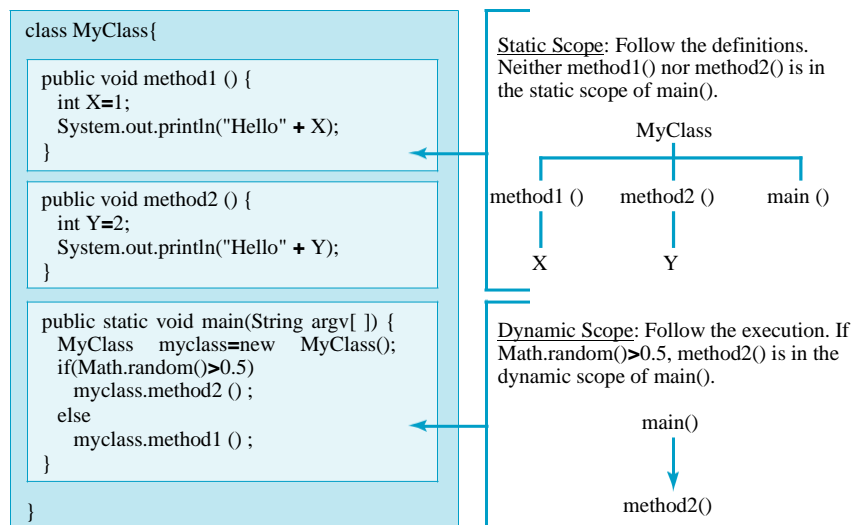 class MyClass{
public void method1 () {
int X=1;
System.out.println("Hello" + X);
}
public void method2 () {
int Y=2;
System.out.println("Hello" + Y);
}
public static void main(String argv[ ]) {
MyClass myclass=new MyClass();
if(Math.random()>0.5)
myclass.method2 () ;
else
myclass.method1 () ;
}
}
Static Scope: Follow the definitions.
Neither method1() nor method2() is in
the static scope of main().
MyClass
method1 () method2 () main ()
X Y
Dynamic Scope: Follow the execution. If
Math.random()>0.5, method2() is in the
dynamic scope of main().
main()
method2()